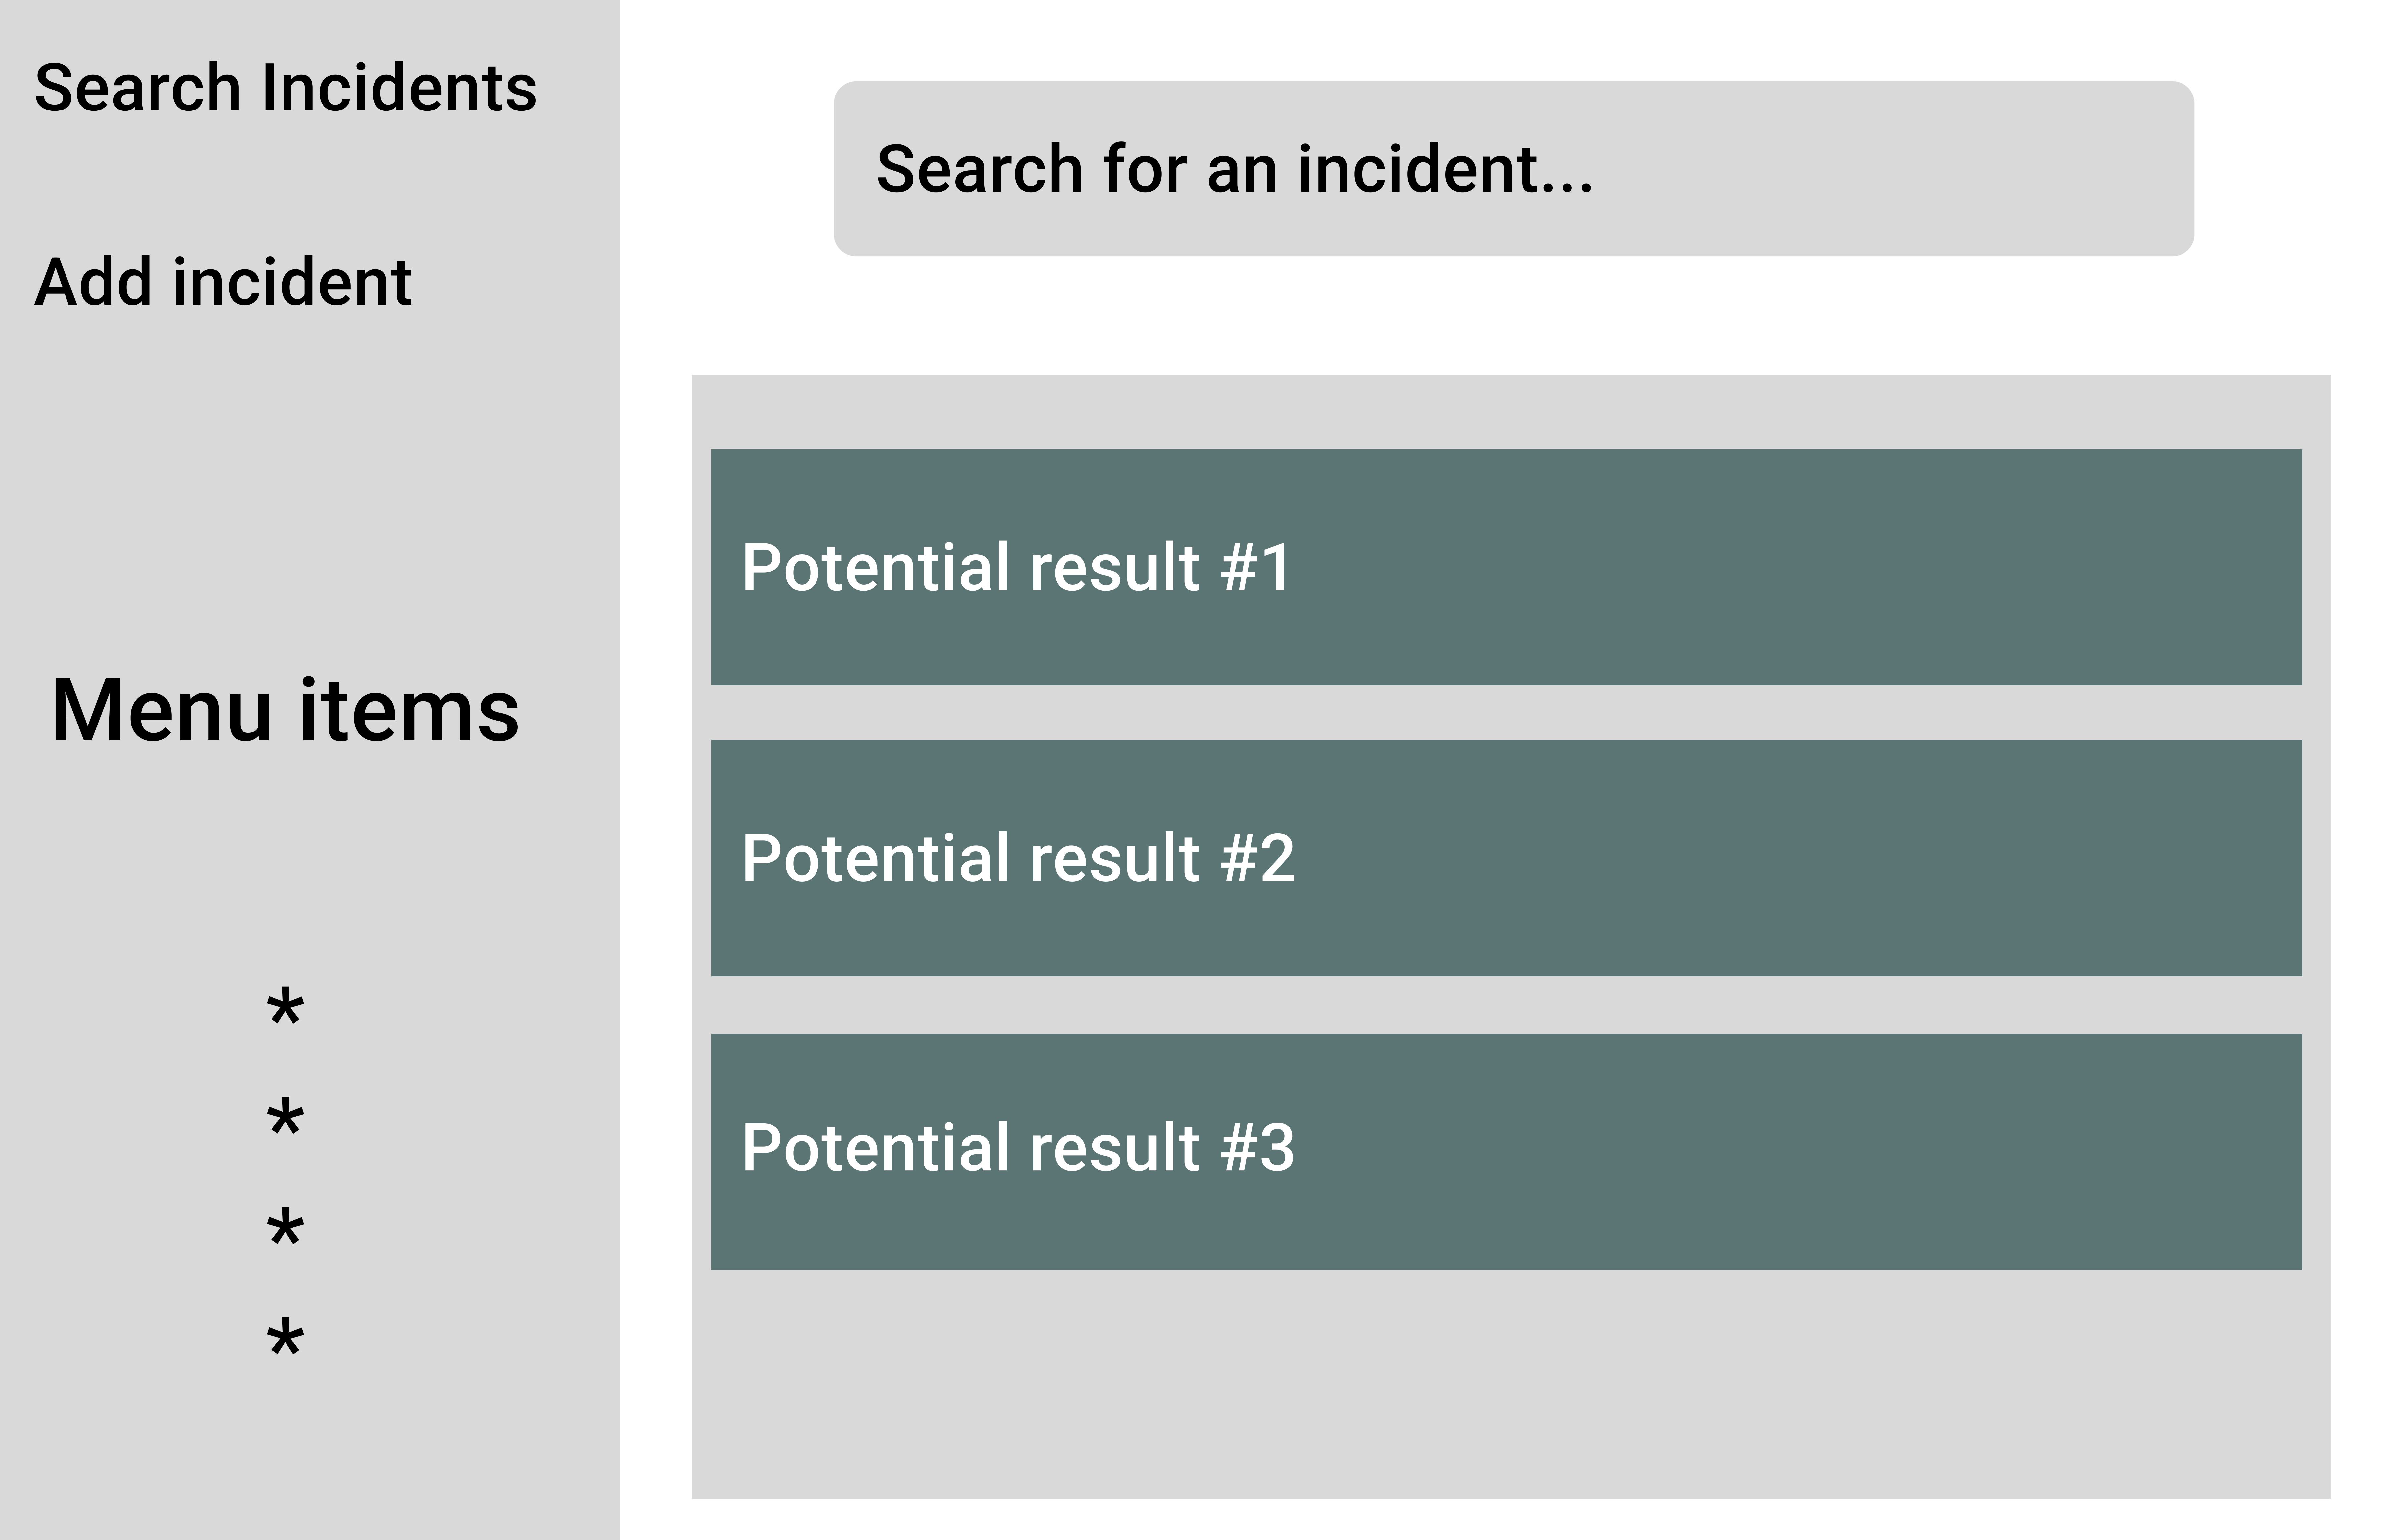 Search Incidents
Add incident
Menu items
*
*
*
*
Search for an incident...
Potential result #1
Potential result #2
Potential result #3